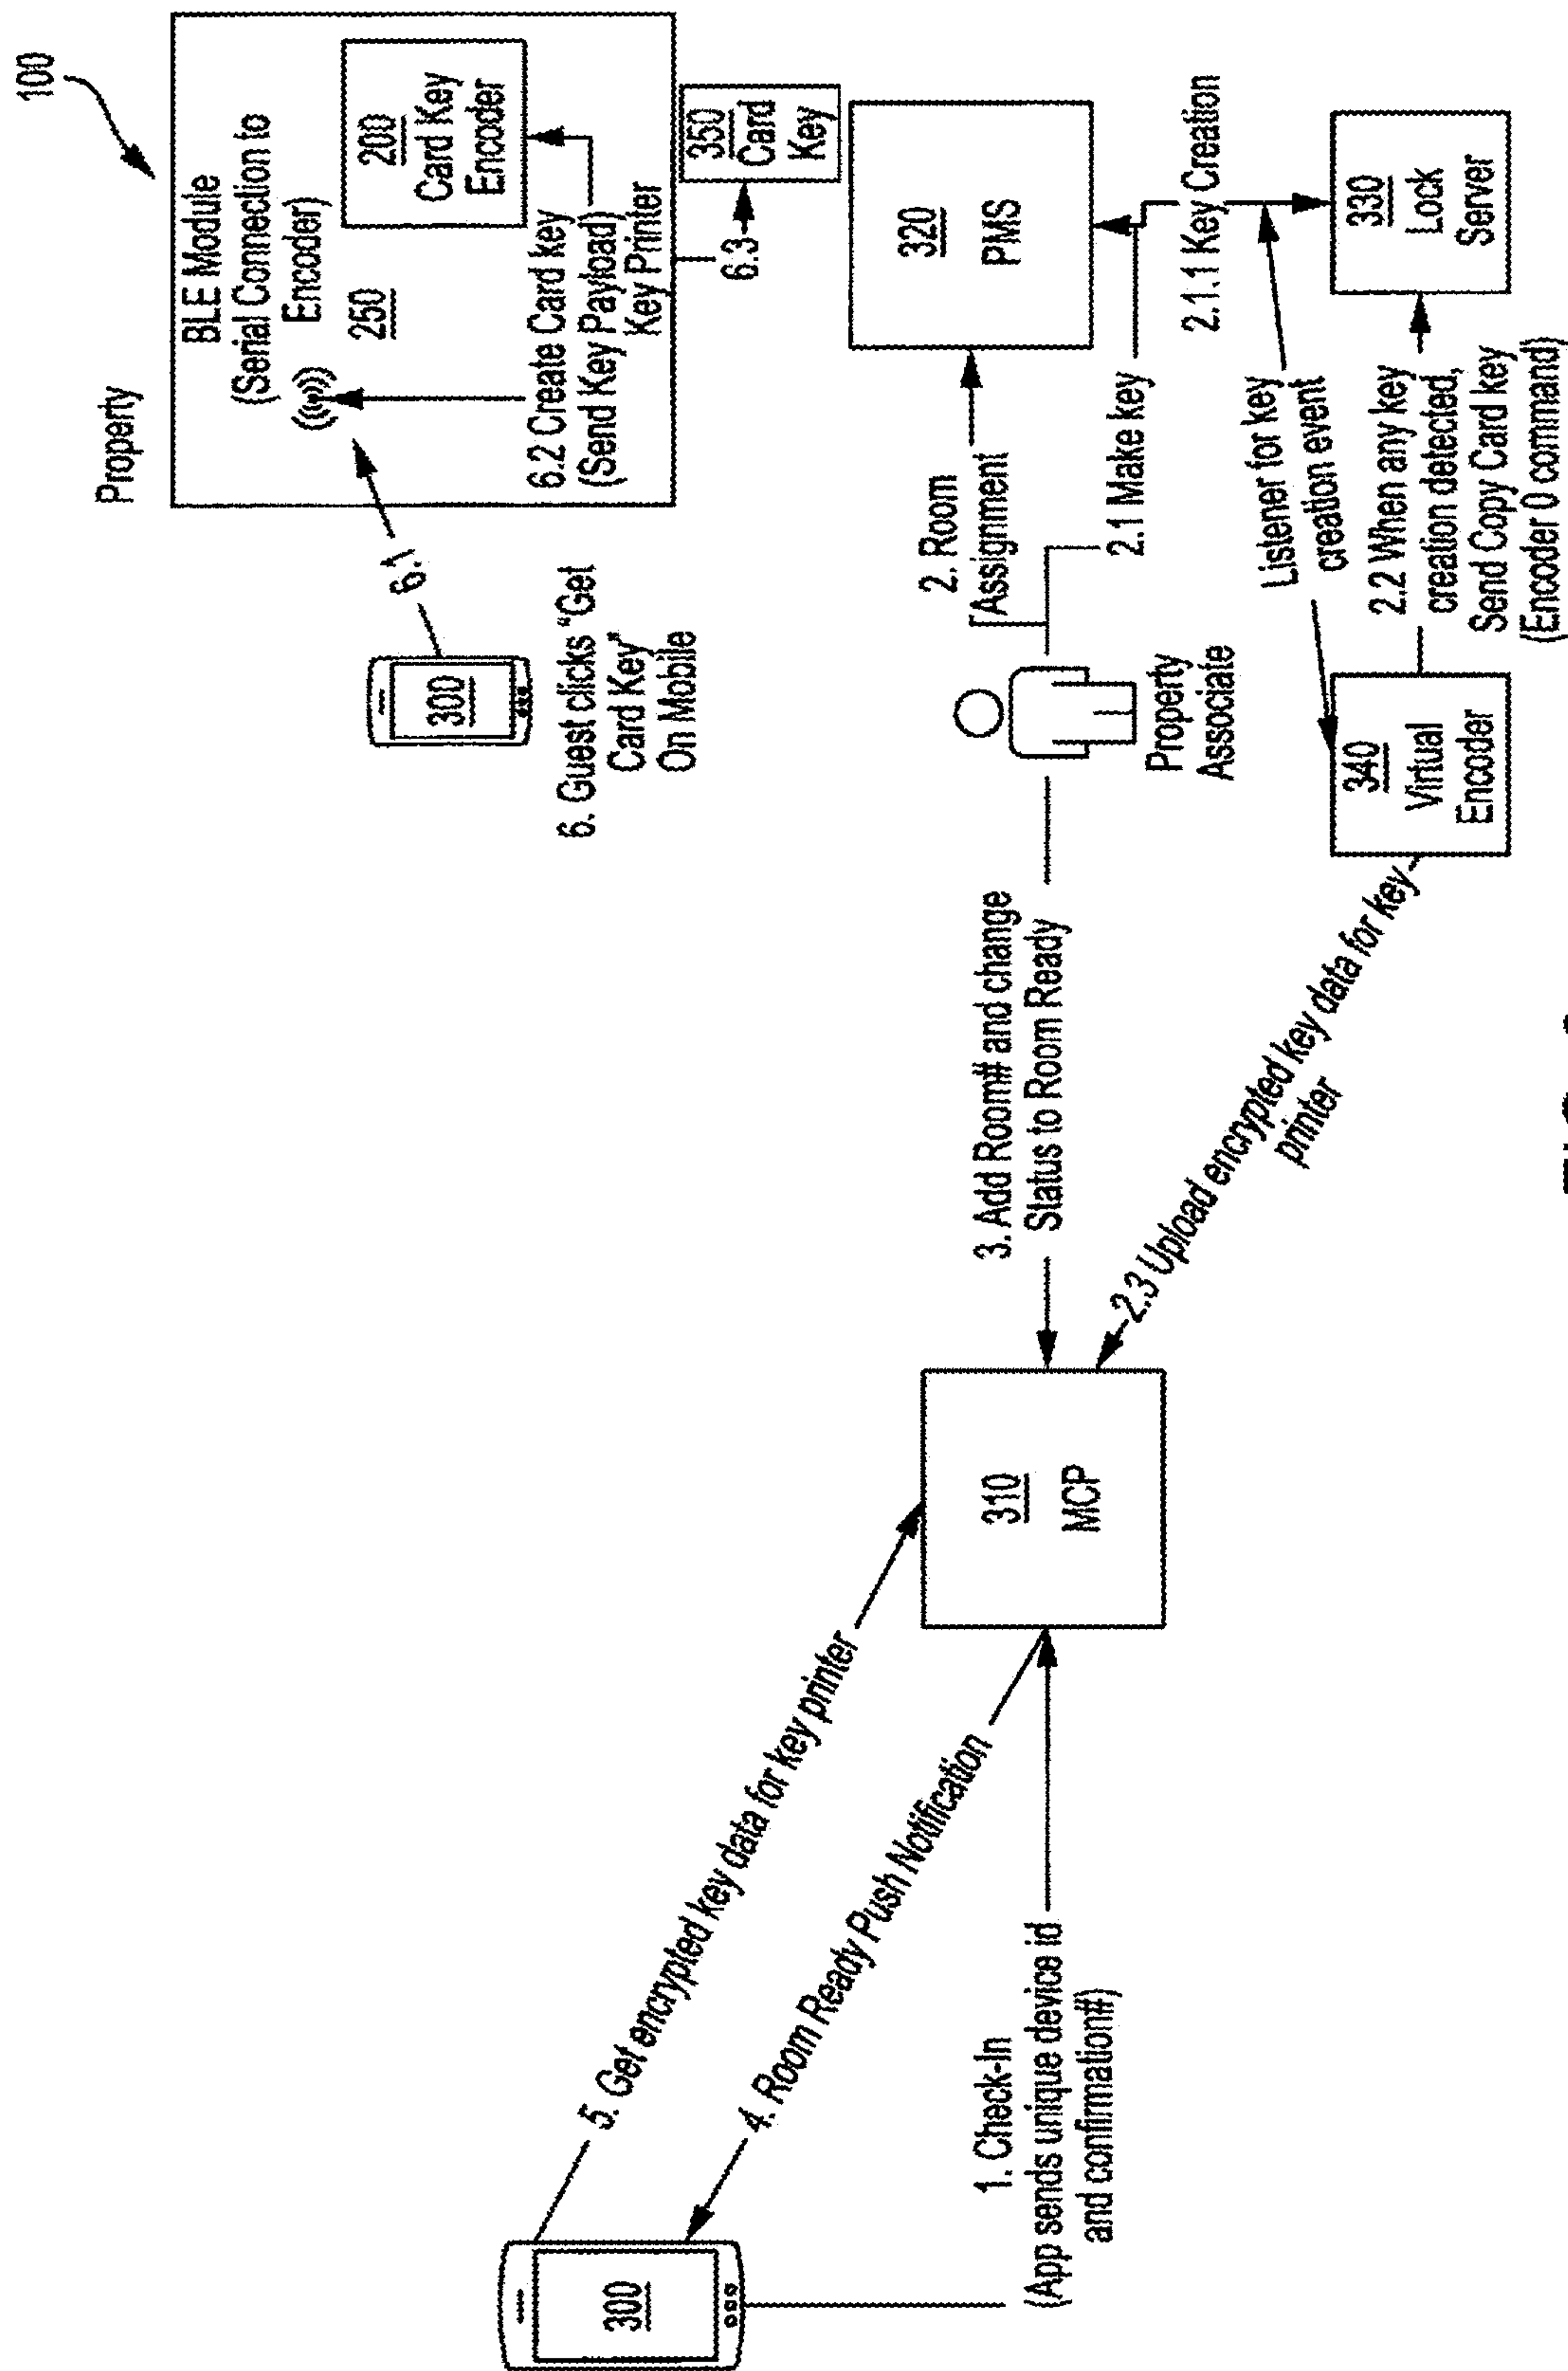 100
Property
BLE Module
(Serial Connection to
Encoder)
250
200
Card Key
Encoder
6.2 Create Card key
(Send Key Payload)
Key Printer
6.1
300
6. Guest clicks “Get
Card Key”
On Mobile
6.3
350
Card
Key
320
PMS
2. Room
Assignment
2.1 Make key
2.1.1 Key Creation
Property
Associate
Listener for key
creation event
330
Lock
Server
2.2 When any key
creation detected,
Send Copy Card key
(Encoder 0 command)
340
Virtual
Encoder
3. Add Room# and change
Status to Room Ready
2.3 Upload encrypted key data for key
printer
310
MCP
5. Get encrypted key data for key printer
4. Room Ready Push Notification
1. Check-In
(App sends unique device id
and confirmation#)
300